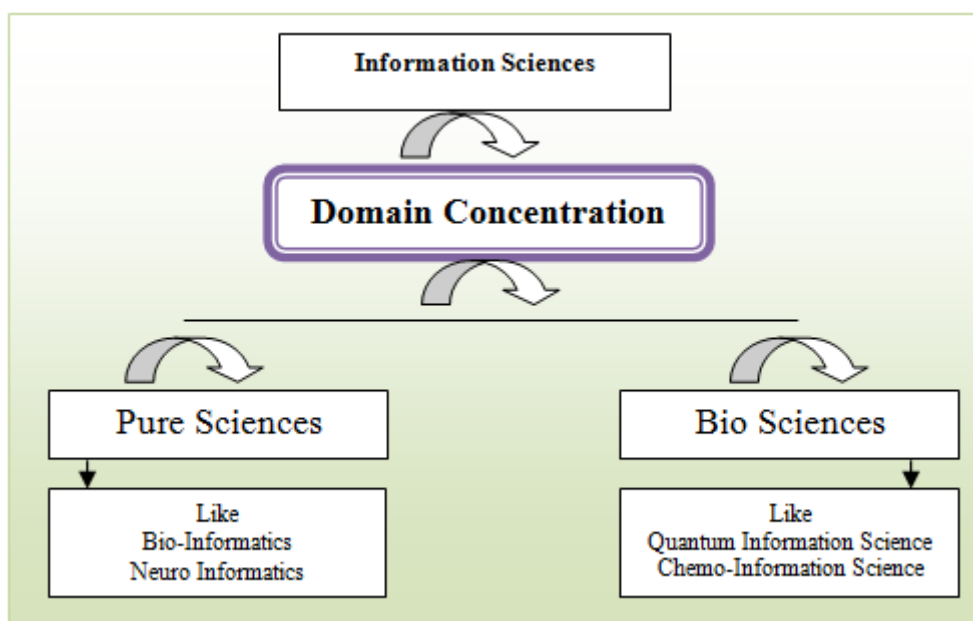 Information Sciences
Domain Concentration
Pure Sciences
Bio Sciences
Like
Bio-Informatics
Neuro Informatics
Like
Quantum Information Science
Chemo-Information Science